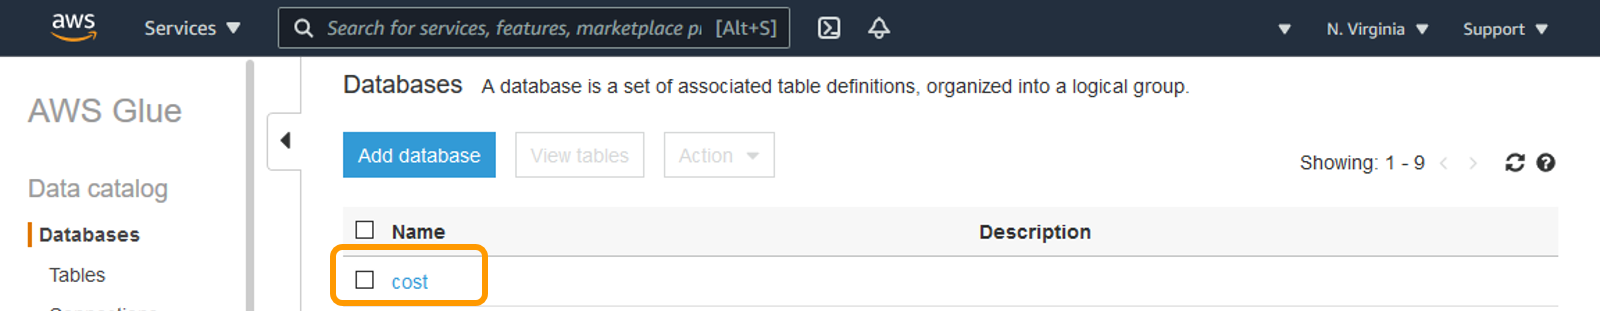 aws Services Search for services, features, marketplace p [Alt+S] N. Virginia Support
AWS Glue
Data catalog
Databases
Tables
Databases A database is a set of associated table definitions, organized into a logical group.
Add database View tables Action Showing: 1 - 9
Name Description
cost